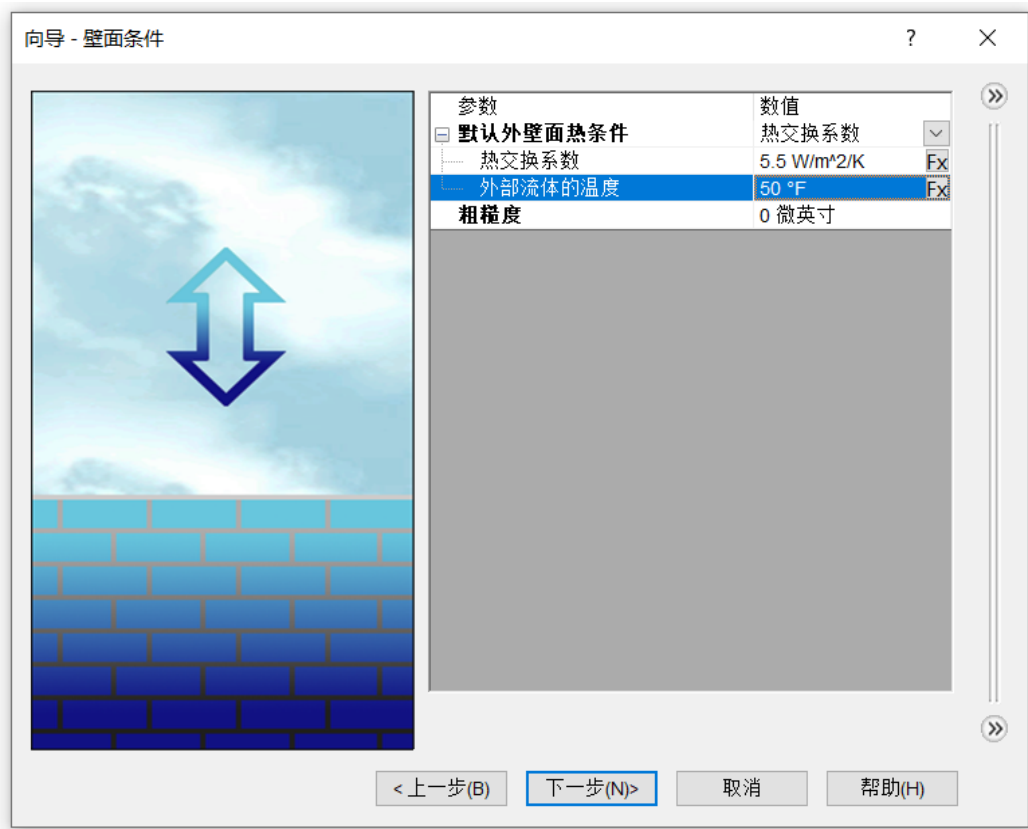 向导 - 壁面条件 ?
参数 数值
默认外壁面热条件 热交换系数
热交换系数 5.5 W/m^2/K Fx
外部流体的温度 50 °F Fx
粗糙度 0 微英寸
<上一步(B) 下一步(N)> 取消 帮助(H)